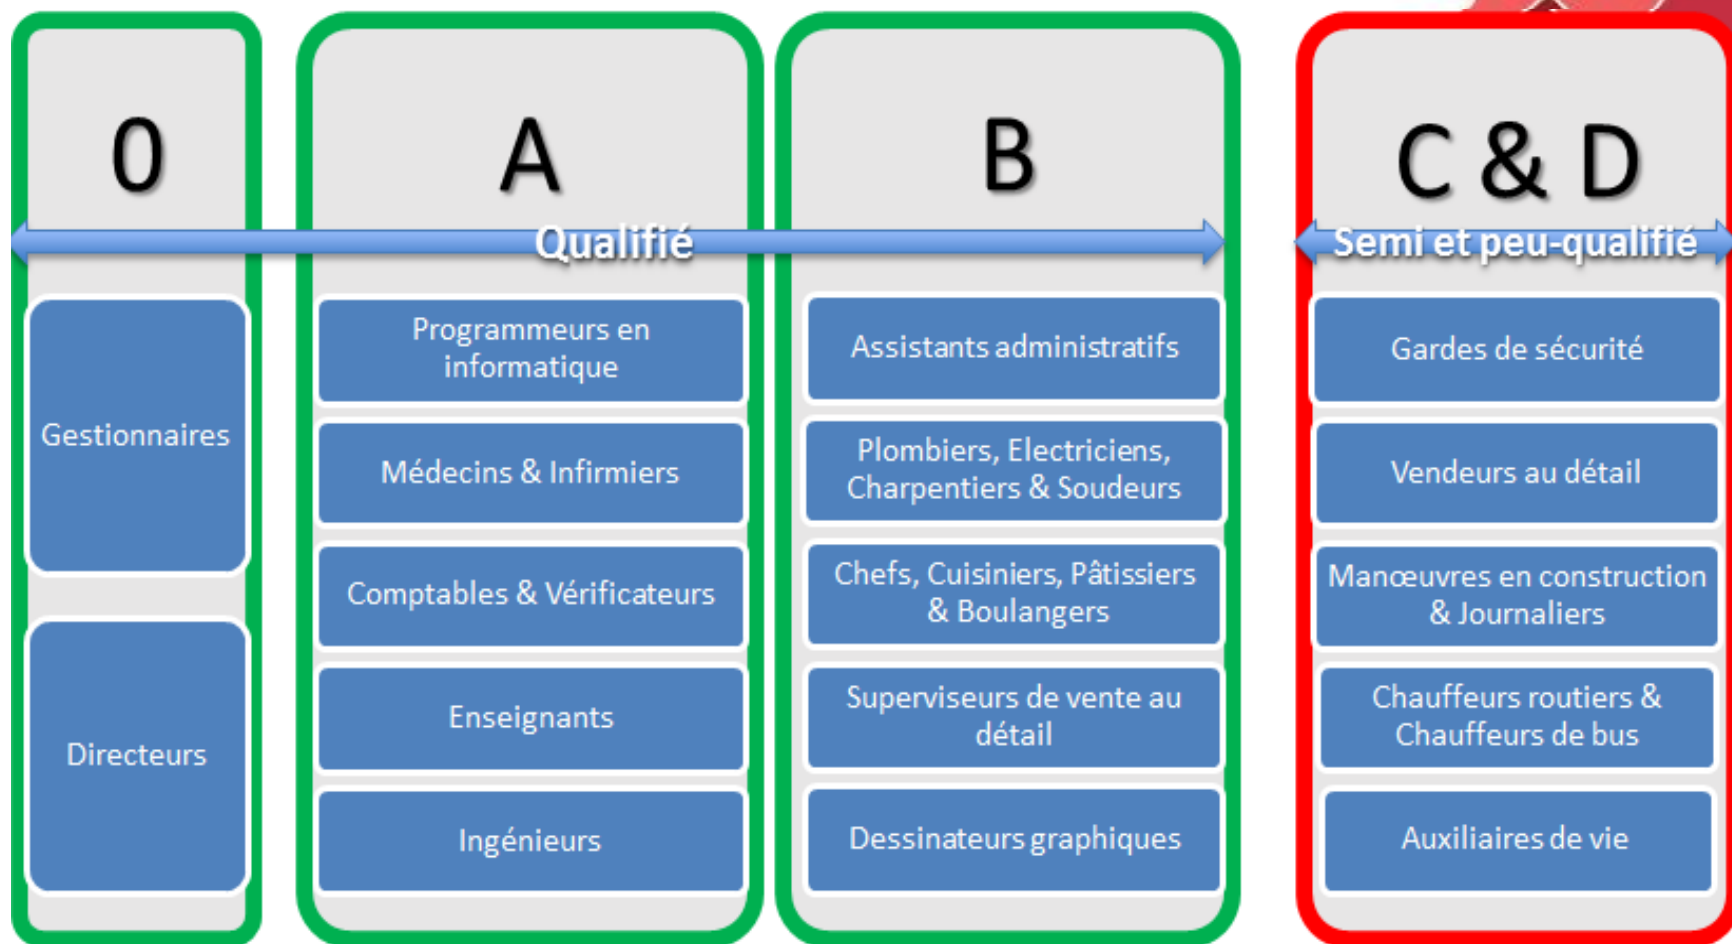 0
A
B
C & D
Qualifié
Semi et peu-qualifié
Gestionnaires
Directeurs
Programmeurs en
informatique
Médecins & Infirmiers
Comptables & Vérificateurs
Enseignants
Ingénieurs
Assistants administratifs
Plombiers, Electriciens,
Charpentiers & Soudeurs
Chefs, Cuisiniers, Pâtissiers
& Boulangers
Superviseurs de vente au
détail
Dessinateurs graphiques
Gardes de sécurité
Vendeurs au détail
Manœuvres en construction
& Journaliers
Chauffeurs routiers &
Chauffeurs de bus
Auxiliaires de vie